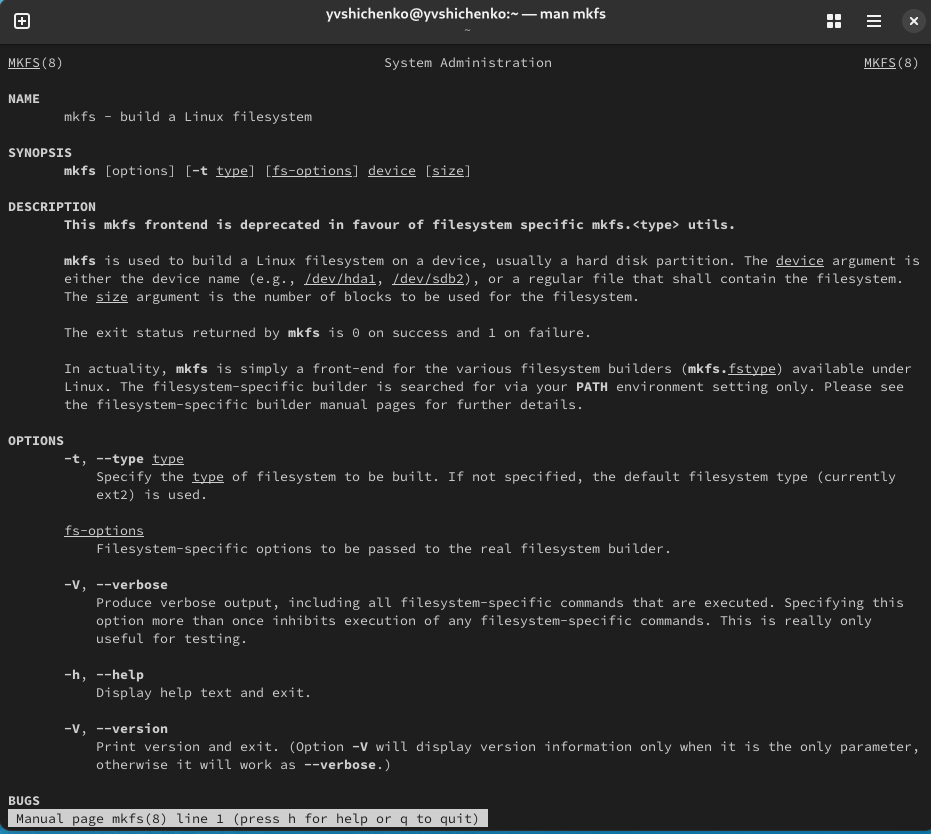 yvshichenko@yvshichenko:~ — man mkfs
~
MKFS(8) System Administration MKFS(8)
NAME
mkfs - build a Linux filesystem
SYNOPSIS
mkfs [options] [-t type] [fs-options] device [size]
DESCRIPTION
This mkfs frontend is deprecated in favour of filesystem specific mkfs.<type> utils.
mkfs is used to build a Linux filesystem on a device, usually a hard disk partition. The device argument is
either the device name (e.g., /dev/hda1, /dev/sdb2), or a regular file that shall contain the filesystem.
The size argument is the number of blocks to be used for the filesystem.
The exit status returned by mkfs is 0 on success and 1 on failure.
In actuality, mkfs is simply a front-end for the various filesystem builders (mkfs.fstype) available under
Linux. The filesystem-specific builder is searched for via your PATH environment setting only. Please see
the filesystem-specific builder manual pages for further details.
OPTIONS
-t, --type type
Specify the type of filesystem to be built. If not specified, the default filesystem type (currently
ext2) is used.
fs-options
Filesystem-specific options to be passed to the real filesystem builder.
-V, --verbose
Produce verbose output, including all filesystem-specific commands that are executed. Specifying this
option more than once inhibits execution of any filesystem-specific commands. This is really only
useful for testing.
-h, --help
Display help text and exit.
-V, --version
Print version and exit. (Option -V will display version information only when it is the only parameter,
otherwise it will work as --verbose.)
BUGS
Manual page mkfs(8) line 1 (press h for help or q to quit)